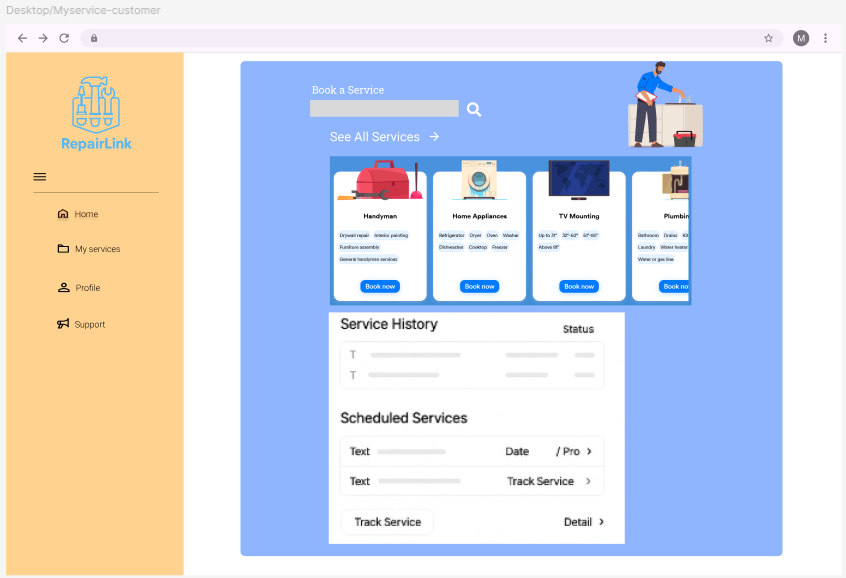 Desktop/Myservice-customer
M
RepairLink
Home
My services
Profile
Support
Book a Service
See All Services →
Handyman
Drywall repair Interior painting
Furniture assembly
General handyman services
Book now
Home Appliances
Refrigerator Dryer Oven Washer
Dishwasher Cooktop Freezer
Book now
TV Mounting
Up to 31" 32"-60" 61"-80"
Above 81"
Book now
Plumbin
Bathroom Drains Kit
Laundry Water heater
Water or gas line
Book no
Service History
Status
T
T
Scheduled Services
Text Date / Pro >
Text Track Service >
Track Service Detail >